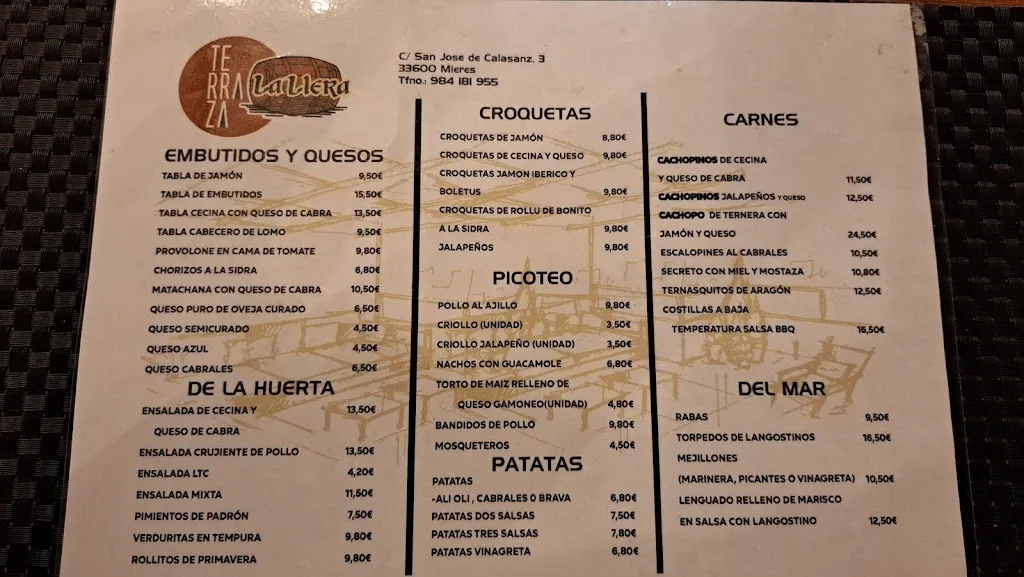 TE
RRA
ZA
La Llera
C/ San Jose de Calasanz, 3
33600 Mieres
Tfno.: 984 181 955
EMBUTIDOS Y QUESOS
TABLA DE JAMÓN 9,50€
TABLA DE EMBUTIDOS 15,50€
TABLA CECINA CON QUESO DE CABRA 13,50€
TABLA CABECERO DE LOMO 9,50€
PROVOLONE EN CAMA DE TOMATE 9,80€
CHORIZOS A LA SIDRA 6,80€
MATACHANA CON QUESO DE CABRA 10,50€
QUESO PURO DE OVEJA CURADO 6,50€
QUESO SEMICURADO 4,50€
QUESO AZUL 4,50€
QUESO CABRALES 6,50€
DE LA HUERTA
ENSALADA DE CECINA Y 13,50€
QUESO DE CABRA
ENSALADA CRUJIENTE DE POLLO 13,50€
ENSALADA LTC 4,20€
ENSALADA MIXTA 11,50€
PIMIENTOS DE PADRÓN 7,50€
VERDURITAS EN TEMPURA 9,80€
ROLLITOS DE PRIMAVERA 9,80€
CROQUETAS
CROQUETAS DE JAMÓN 8,80€
CROQUETAS DE CECINA Y QUESO 9,80€
CROQUETAS JAMON IBERICO Y
BOLETUS 9,80€
CROQUETAS DE ROLLU DE BONITO
A LA SIDRA 9,80€
JALAPEÑOS 9,80€
PICOTEO
POLLO AL AJILLO 9,80€
CRIOLLO (UNIDAD) 3,50€
CRIOLLO JALAPEÑO (UNIDAD) 3,50€
NACHOS CON GUACAMOLE 6,80€
TORTO DE MAIZ RELLENO DE
QUESO GAMONEO(UNIDAD) 4,80€
BANDIDOS DE POLLO 9,80€
MOSQUETEROS 4,50€
PATATAS
PATATAS
-ALI OLI , CABRALES O BRAVA 6,80€
PATATAS DOS SALSAS 7,50€
PATATAS TRES SALSAS 7,80€
PATATAS VINAGRETA 6,80€
CARNES
CACHOPINOS DE CECINA
Y QUESO DE CABRA 11,50€
CACHOPINOS JALAPEÑOS Y QUESO 12,50€
CACHOPO DE TERNERA CON
JAMÓN Y QUESO 24,50€
ESCALOPINES AL CABRALES 10,50€
SECRETO CON MIEL Y MOSTAZA 10,80€
TERNASQUITOS DE ARAGÓN 12,50€
COSTILLAS A BAJA
TEMPERATURA SALSA BBQ 16,50€
DEL MAR
RABAS 9,50€
TORPEDOS DE LANGOSTINOS 16,50€
MEJILLONES
(MARINERA, PICANTES O VINAGRETA) 10,50€
LENGUADO RELLENO DE MARISCO
EN SALSA CON LANGOSTINO 12,50€